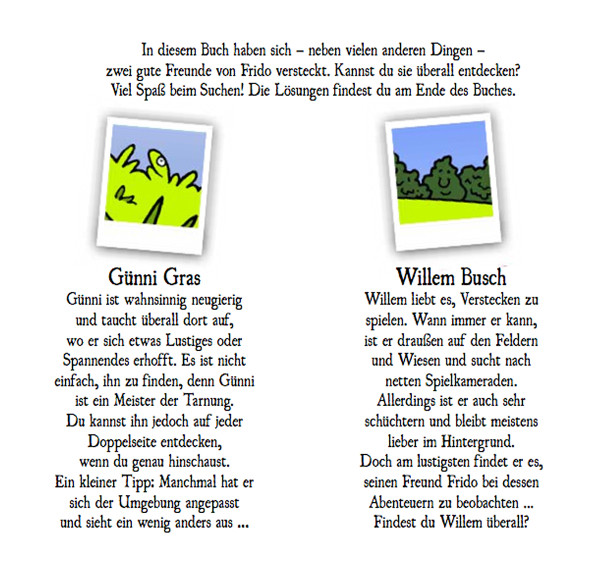 In diesem Buch haben sich – neben vielen anderen Dingen –
zwei gute Freunde von Frido versteckt. Kannst du sie überall entdecken?
Viel Spaß beim Suchen! Die Lösungen findest du am Ende des Buches.
Günni Gras
Günni ist wahnsinnig neugierig
und taucht überall dort auf,
wo er sich etwas Lustiges oder
Spannendes erhofft. Es ist nicht
einfach, ihn zu finden, denn Günni
ist ein Meister der Tarnung.
Du kannst ihn jedoch auf jeder
Doppelseite entdecken,
wenn du genau hinschaust.
Ein kleiner Tipp: Manchmal hat er
sich der Umgebung angepasst
und sieht ein wenig anders aus ...
Willem Busch
Willem liebt es, Verstecken zu
spielen. Wann immer er kann,
ist er draußen auf den Feldern
und Wiesen und sucht nach
netten Spielkameraden.
Allerdings ist er auch sehr
schüchtern und bleibt meistens
lieber im Hintergrund.
Doch am lustigsten findet er es,
seinen Freund Frido bei dessen
Abenteuern zu beobachten ...
Findest du Willem überall?